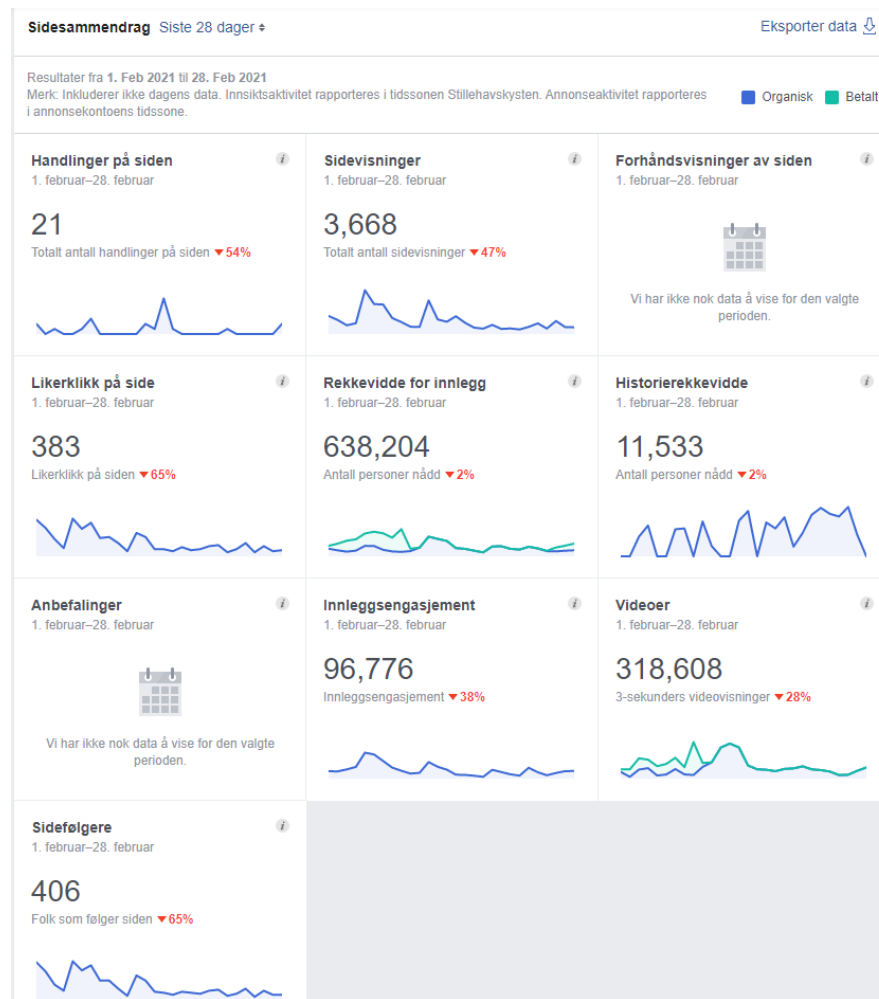 Sidesammendrag Siste 28 dager
Eksporter data
Resultater fra 1. Feb 2021 til 28. Feb 2021
Merk: Inkluderer ikke dagens data. Innsiktsaktivitet rapporteres i tidssonen Stillehavskysten. Annonseaktivitet rapporteres
i annonsekontoens tidssone.
Organisk Betalt
Handlinger på siden
1. februar–28. februar
21
Totalt antall handlinger på siden ▼54%
Sidevisninger
1. februar–28. februar
3,668
Totalt antall sidevisninger ▼47%
Forhåndsvisninger av siden
1. februar–28. februar
Vi har ikke nok data å vise for den valgte
perioden.
Likerklikk på side
1. februar–28. februar
383
Likerklikk på siden ▼65%
Rekkevidde for innlegg
1. februar–28. februar
638,204
Antall personer nådd ▼2%
Historierekkevidde
1. februar–28. februar
11,533
Antall personer nådd ▼2%
Anbefalinger
1. februar–28. februar
Vi har ikke nok data å vise for den valgte
perioden.
Innleggsengasjement
1. februar–28. februar
96,776
Innleggsengasjement ▼38%
Videoer
1. februar–28. februar
318,608
3-sekunders videovisninger ▼28%
Sidefølgere
1. februar–28. februar
406
Folk som følger siden ▼65%